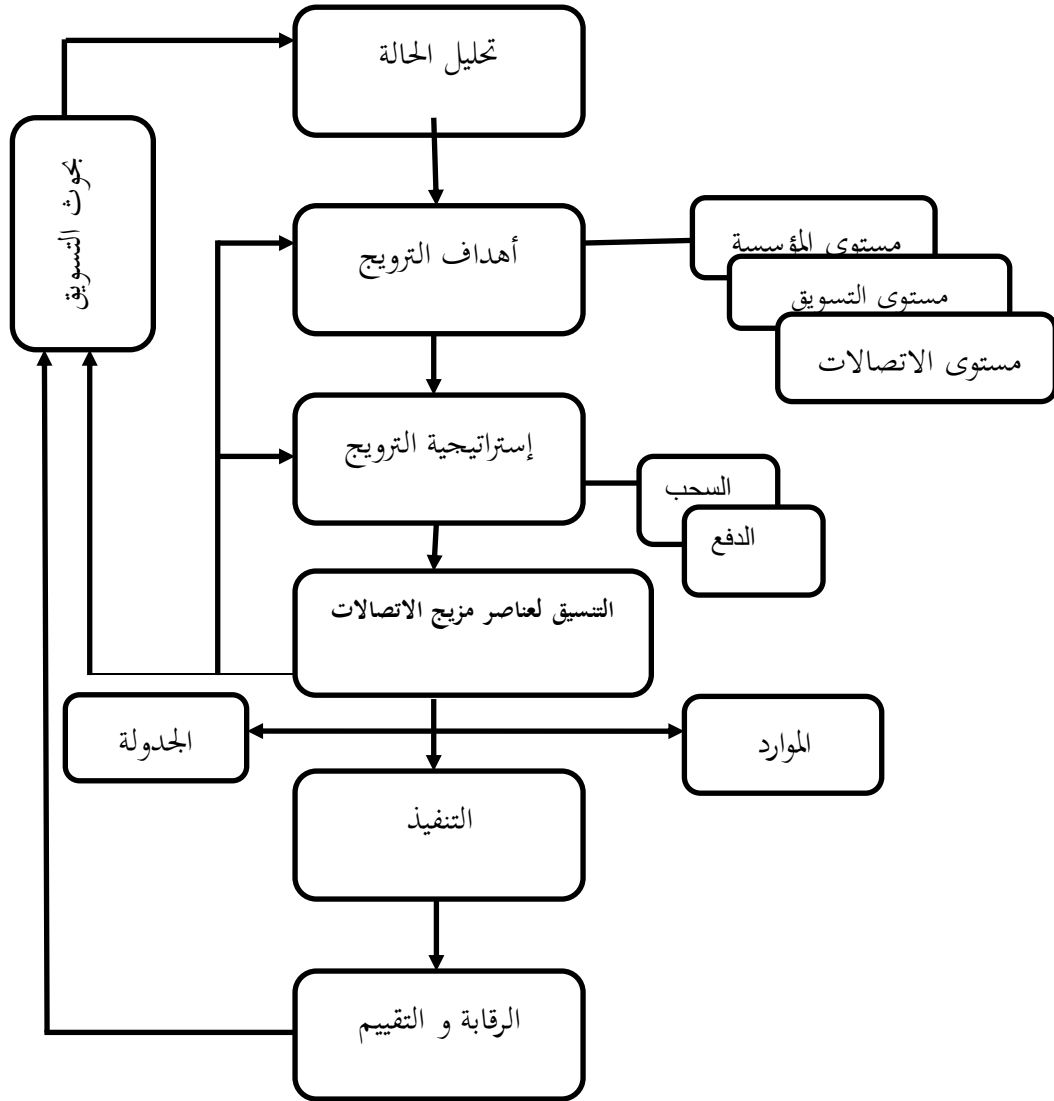 تحليل الحالة
بحوث التسويق
أهداف الترويج
مستوى المؤسسة
مستوى التسويق
مستوى الاتصالات
إستراتيجية الترويج
السحب
الدفع
التنسيق لعناصر مزيج الاتصالات
الموارد
الجدولة
التنفيذ
الرقابة و التقييم